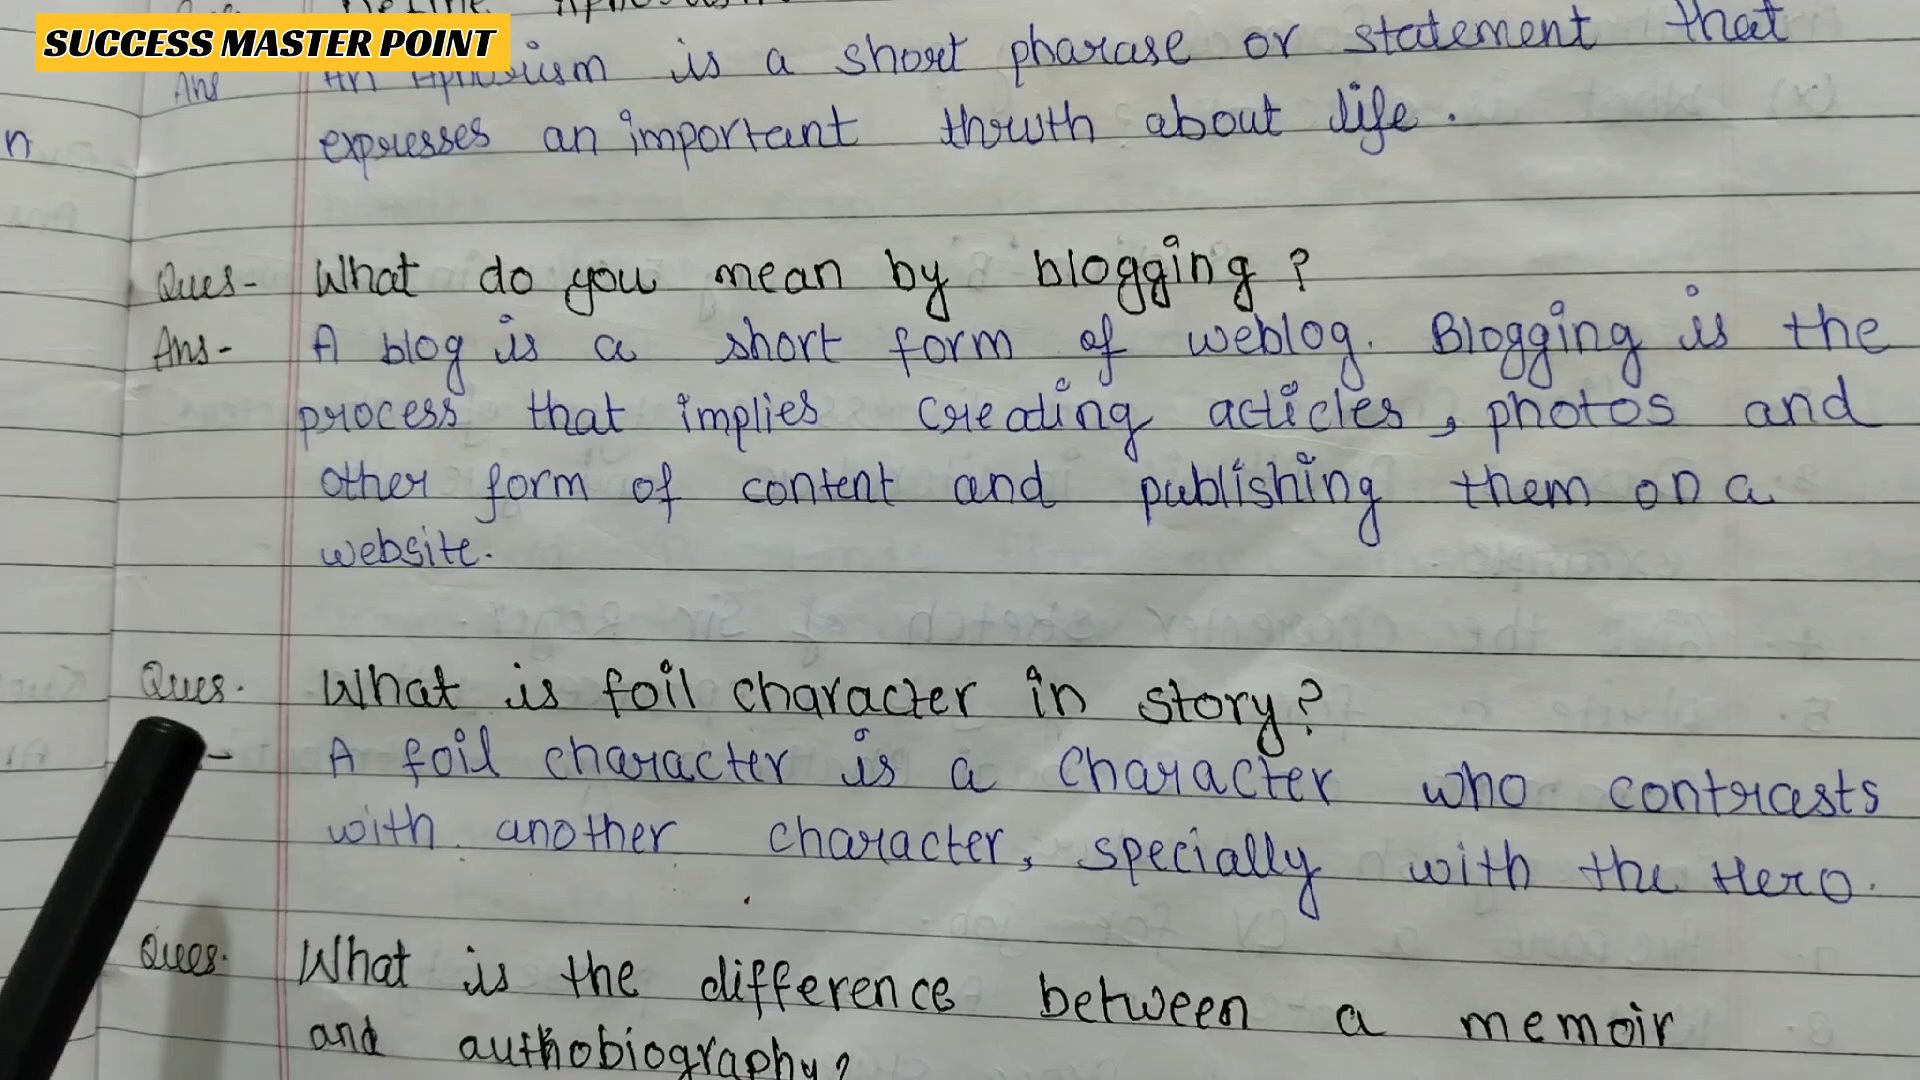 SUCCESS MASTER POINT
Ans An Aphorism is a short pharase or statement that
expresses an important thruth about life.
n
Ques- What do you mean by blogging?
Ans- A blog is a short form of weblog. Blogging is the
process that implies creating acticles, photos and
other form of content and publishing them on a
website.
Ques. What is foil character in story?
- A foil character is a character who contrasts
with another character, specially with the Hero.
Ques. What is the difference between a memoir
and authobiography?